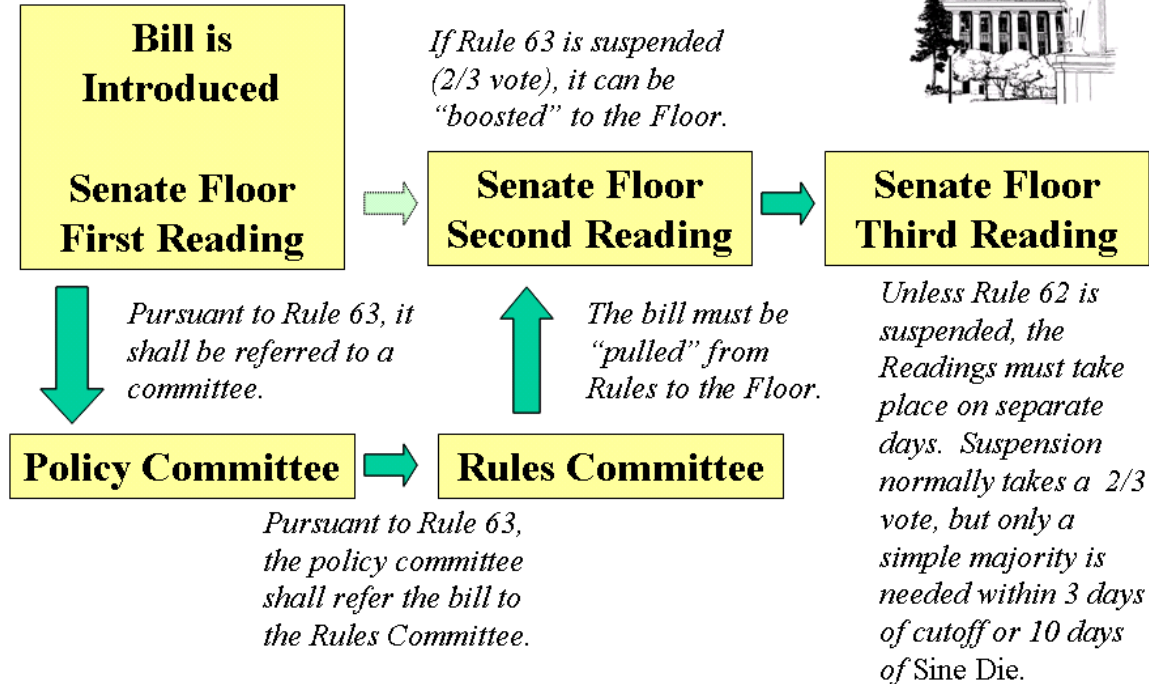 Bill is
Introduced
Senate Floor
First Reading
If Rule 63 is suspended
(2/3 vote), it can be
“boosted” to the Floor.
Senate Floor
Second Reading
Senate Floor
Third Reading
Pursuant to Rule 63, it
shall be referred to a
committee.
The bill must be
“pulled” from
Rules to the Floor.
Unless Rule 62 is
suspended, the
Readings must take
place on separate
days. Suspension
normally takes a 2/3
vote, but only a
simple majority is
needed within 3 days
of cutoff or 10 days
of Sine Die.
Policy Committee
Rules Committee
Pursuant to Rule 63,
the policy committee
shall refer the bill to
the Rules Committee.